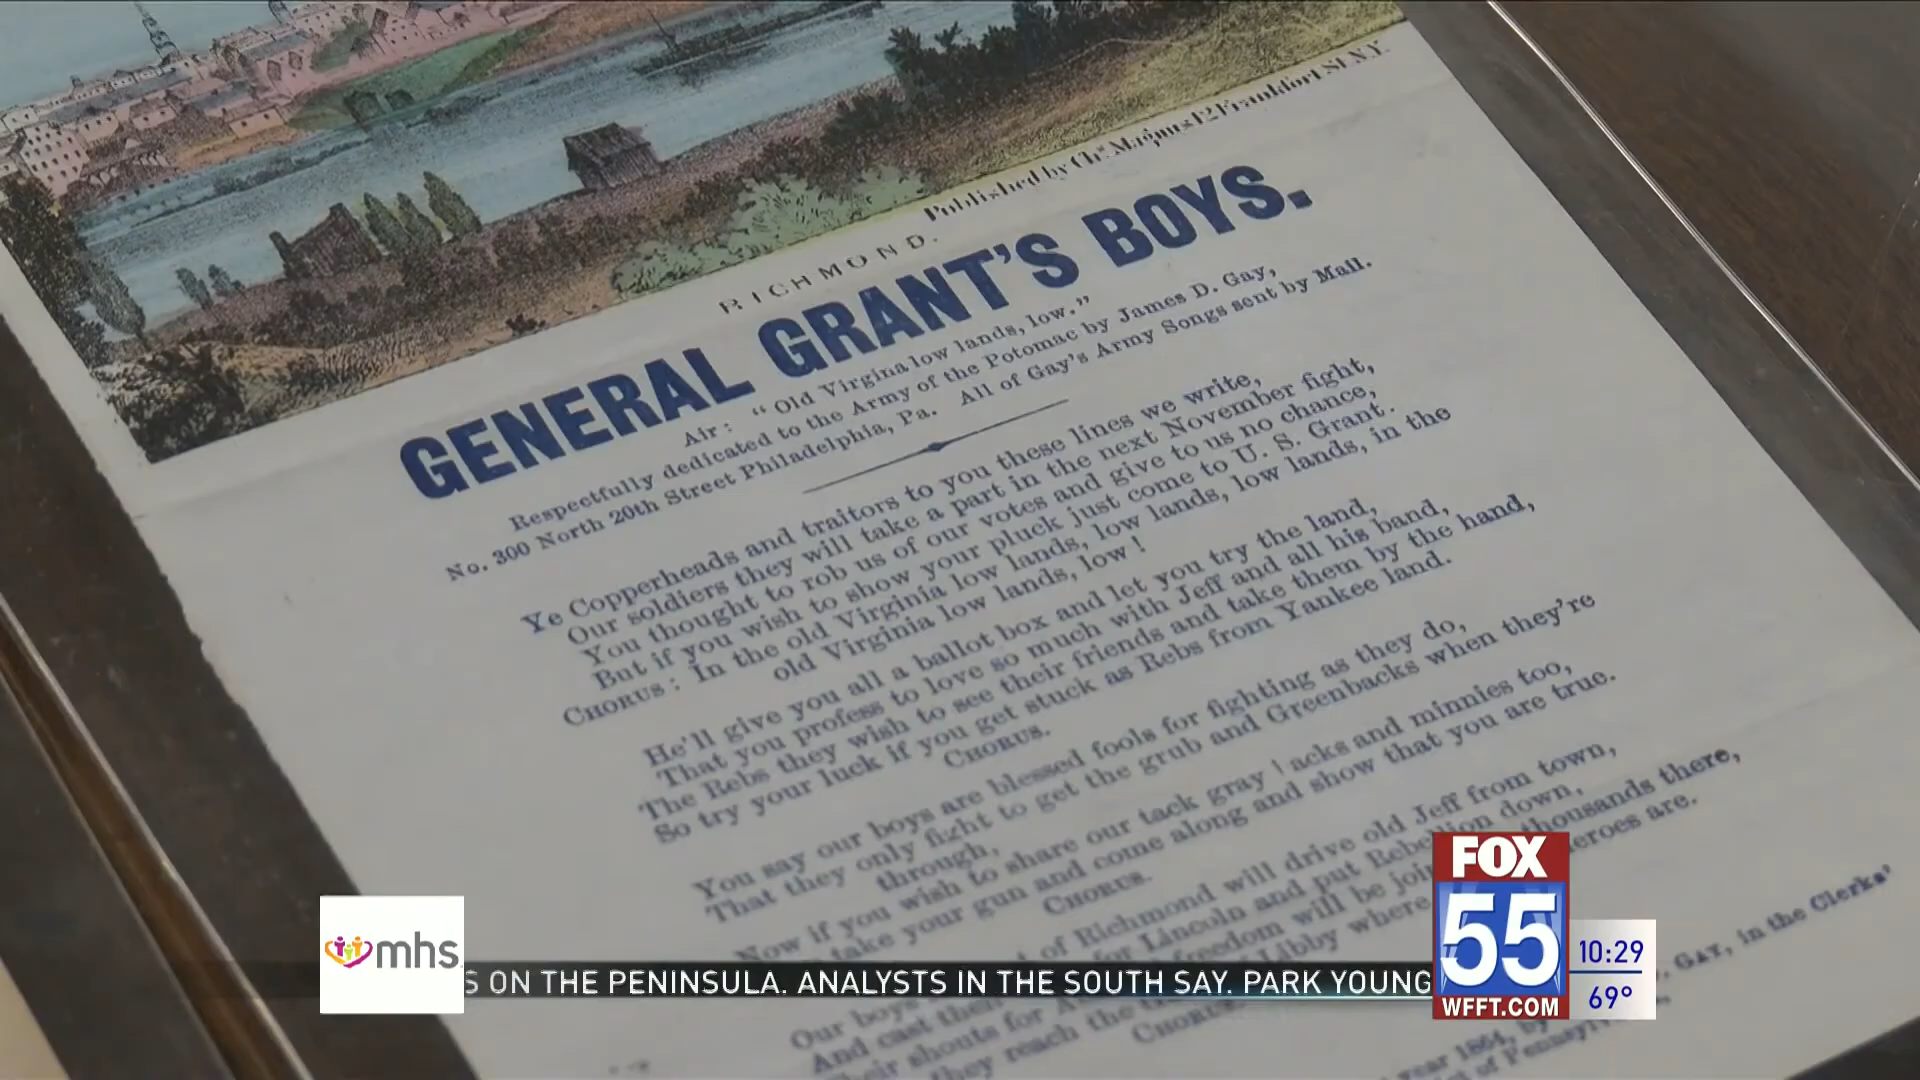 Published by Chs. Magnus 12 Frankfort St N.Y.
RICHMOND.
GENERAL GRANT'S BOYS.
Air: "Old Virgina low lands, low."
Respectfully dedicated to the Army of the Potomac by James D. Gay,
No. 300 North 20th Street Philadelphia, Pa. All of Gay's Army Songs sent by Mail.
Ye Copperheads and traitors to you these lines we write,
Our soldiers they will take a part in the next November fight,
You thought to rob us of our votes and give to us no chance,
But if you wish to show your pluck just come to U. S. Grant.
CHORUS: In the old Virginia low lands, low lands, low lands, in the
old Virginia low lands, low!
He'll give you all a ballot box and let you try the land,
That you profess to love so much with Jeff and all his band,
The Rebs they wish to see their friends and take them by the hand,
So try your luck if you get stuck as Rebs from Yankee land.
CHORUS.
You say our boys are blessed fools for fighting as they do,
That they only fight to get the grub and Greenbacks when they're
through,
Now if you wish to share our tack gray jacks and minnies too,
take your gun and come along and show that you are true.
CHORUS.
of Richmond will drive old Jeff from town,
for Lincoln and put Rebellion down,
freedom will be thousands there,
Libby where heroes are.
Our boys
And cast
their shouts for
they reach the
CHORUS
GAY, in the Clerks'
year 1864, by
of
mhs
S ON THE PENINSULA. ANALYSTS IN THE SOUTH SAY. PARK YOUNG
FOX
55
WFFT.COM
10:29
69°